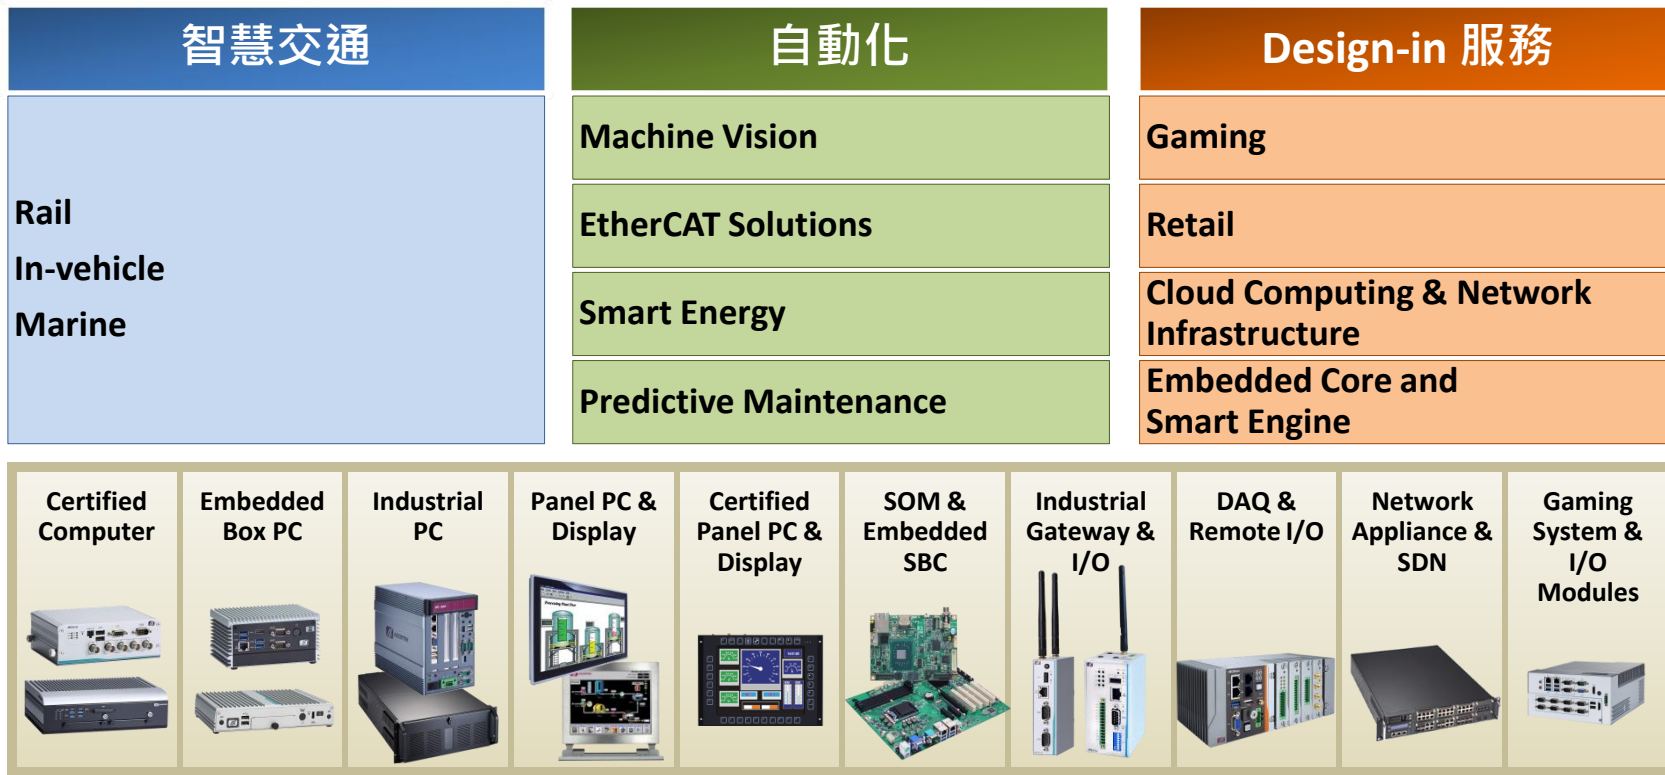 智慧交通
Rail
In-vehicle
Marine
自動化
Machine Vision
EtherCAT Solutions
Smart Energy
Predictive Maintenance
Design-in 服務
Gaming
Retail
Cloud Computing & Network
Infrastructure
Embedded Core and
Smart Engine
Certified
Computer
Embedded
Box PC
Industrial
PC
Panel PC &
Display
Certified
Panel PC &
Display
SOM &
Embedded
SBC
Industrial
Gateway &
I/O
DAQ &
Remote I/O
Network
Appliance &
SDN
Gaming
System &
I/O
Modules